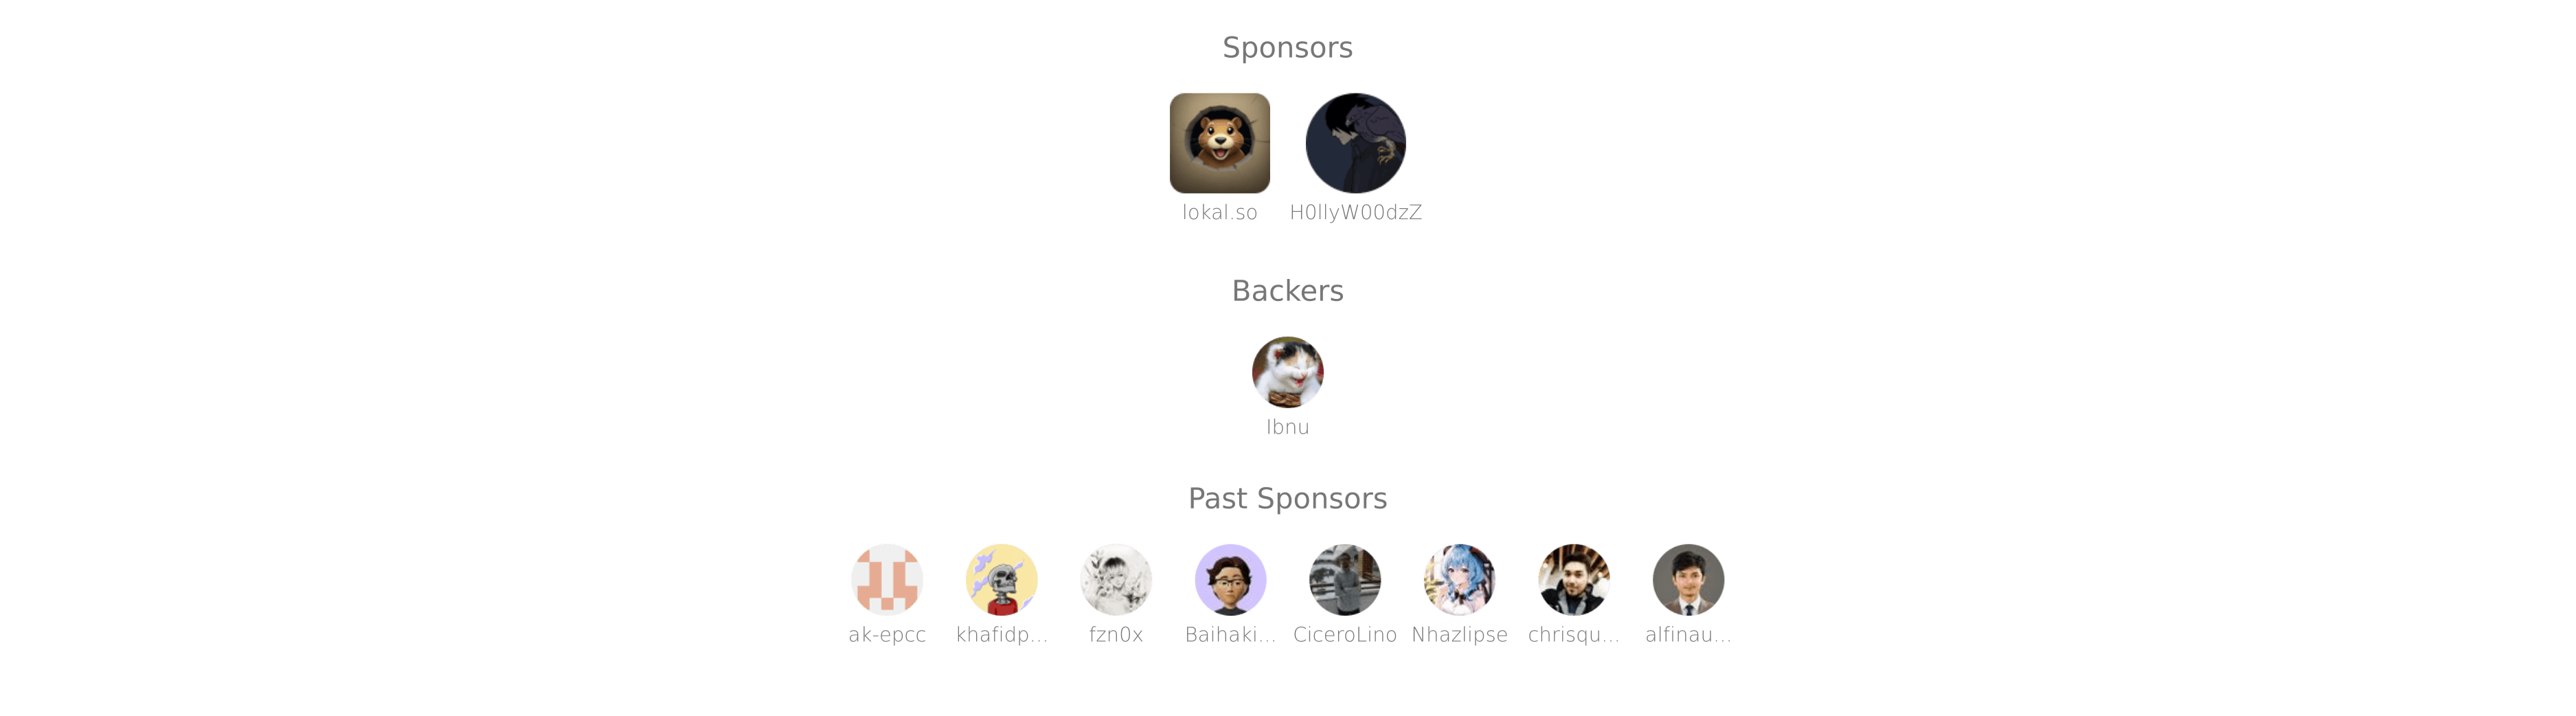 Sponsors
lokal.so H0llyW00dzZ
Backers
Ibnu
Past Sponsors
ak-epcc khafidp... fzn0x Baihaki... CiceroLino Nhazlipse chrisqu... alfinau...